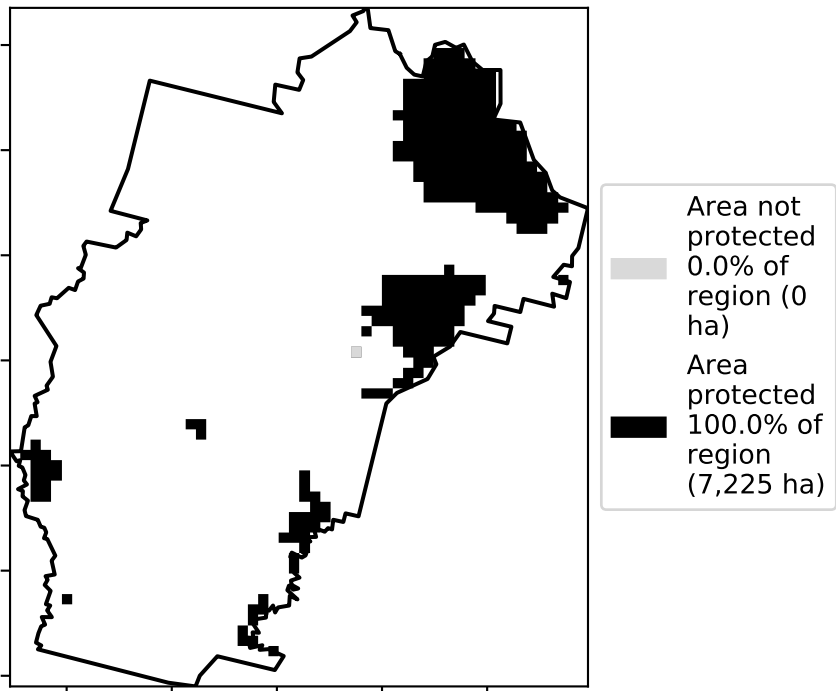 Area not
protected
0.0% of
region (0
ha)
Area
protected
100.0% of
region
(7,225 ha)